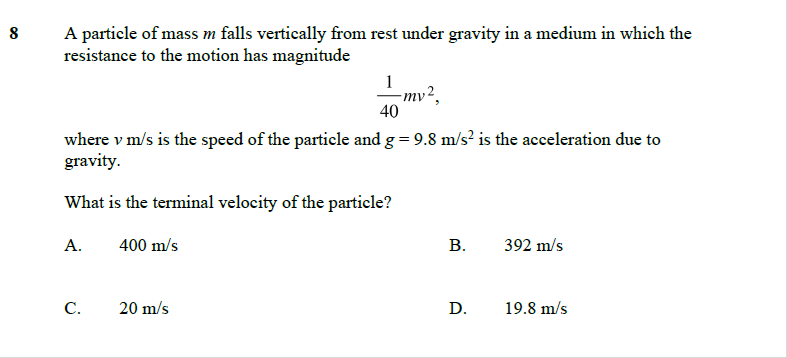 8 A particle of mass m falls vertically from rest under gravity in a medium in which the
resistance to the motion has magnitude
1
40 mv²,
where v m/s is the speed of the particle and g = 9.8 m/s² is the acceleration due to
gravity.
What is the terminal velocity of the particle?
A. 400 m/s B. 392 m/s
C. 20 m/s D. 19.8 m/s